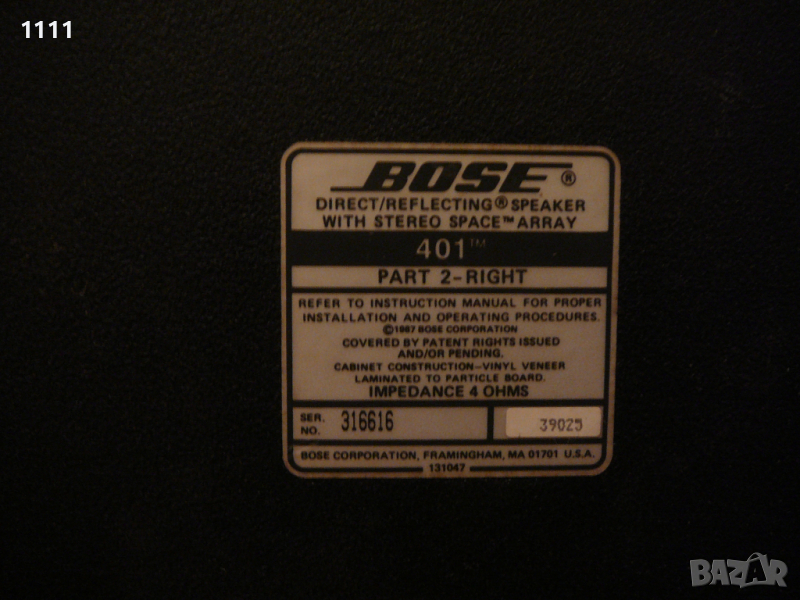 1111
BOSE®
DIRECT/REFLECTING® SPEAKER
WITH STEREO SPACE™ ARRAY
401™
PART 2-RIGHT
REFER TO INSTRUCTION MANUAL FOR PROPER
INSTALLATION AND OPERATING PROCEDURES.
©1987 BOSE CORPORATION
COVERED BY PATENT RIGHTS ISSUED
AND/OR PENDING.
CABINET CONSTRUCTION-VINYL VENEER
LAMINATED TO PARTICLE BOARD.
IMPEDANCE 4 OHMS
SER. NO. 316616 39025
BOSE CORPORATION, FRAMINGHAM, MA 01701 U.S.A.
131047
BAZAR